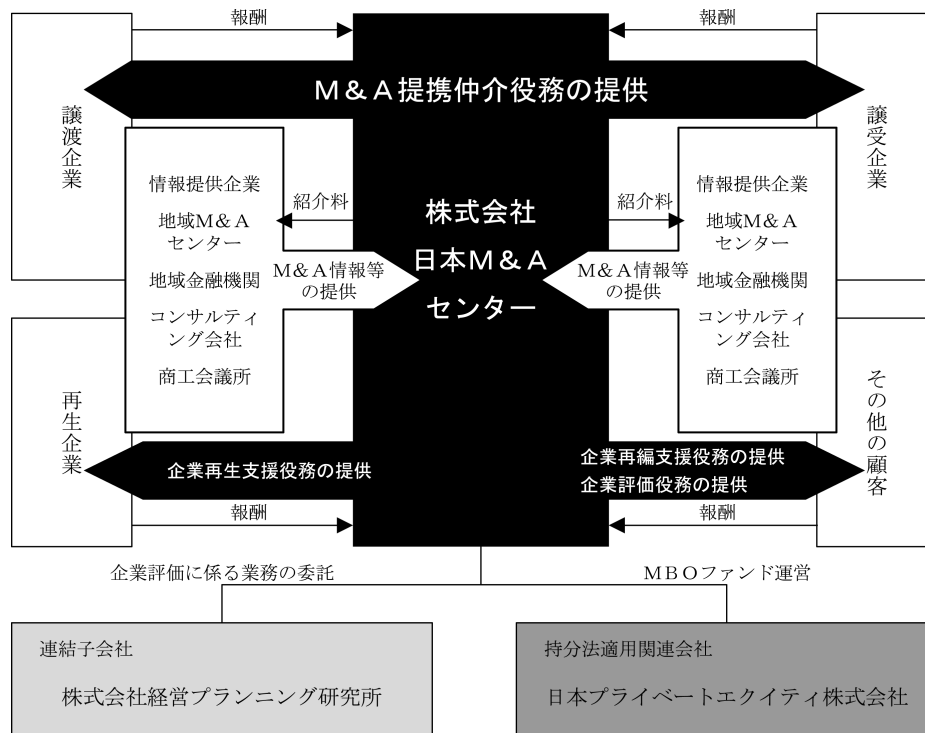 報酬
報酬
M&A提携仲介役務の提供
譲渡企業
譲受企業
情報提供企業
地域M&A
センター
地域金融機関
コンサルティ
ング会社
商工会議所
紹介料
M&A情報等
の提供
株式会社
日本M&A
センター
紹介料
M&A情報等
の提供
情報提供企業
地域M&A
センター
地域金融機関
コンサルティ
ング会社
商工会議所
再生企業
その他の顧客
企業再生支援役務の提供
企業再編支援役務の提供
企業評価役務の提供
報酬
報酬
企業評価に係る業務の委託
MBOファンド運営
連結子会社
株式会社経営プランニング研究所
持分法適用関連会社
日本プライベートエクイティ株式会社